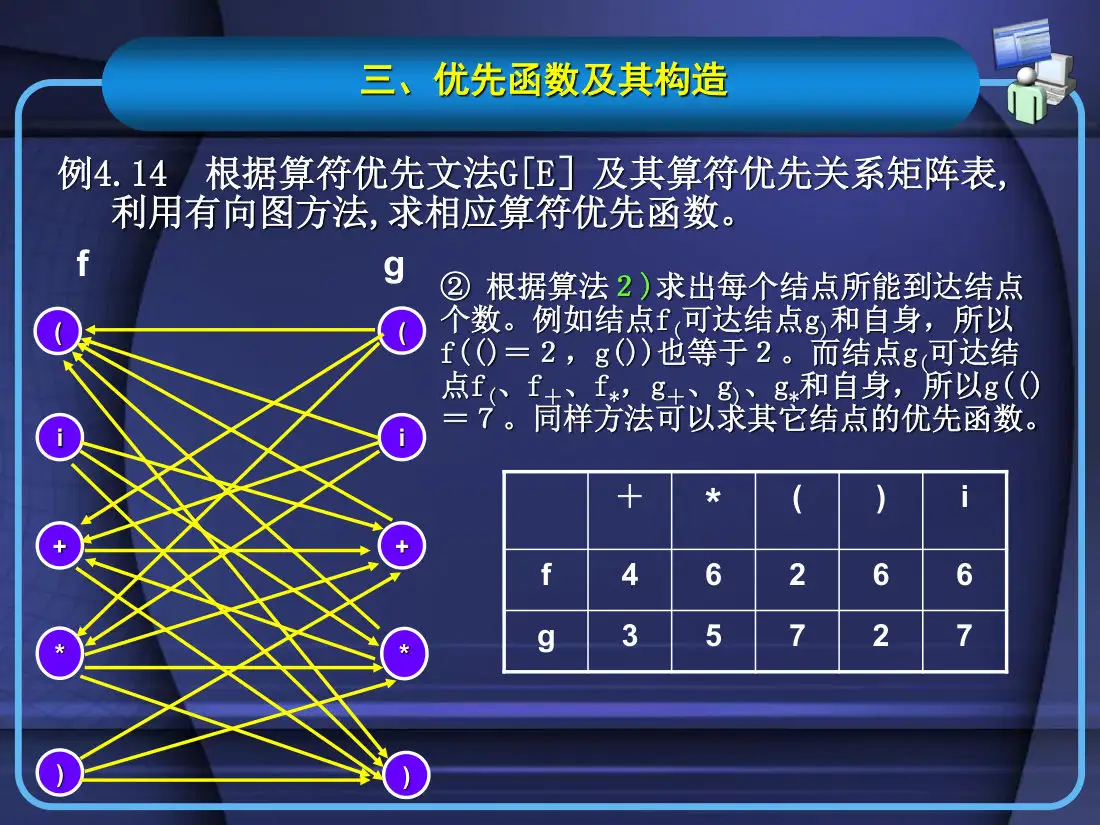 三、优先函数及其构造
例4.14 根据算符优先文法G[E］及其算符优先关系矩阵表,
利用有向图方法,求相应算符优先函数。
f g
② 根据算法２)求出每个结点所能到达结点
个数。例如结点f(可达结点g)和自身，所以
f(()＝２，g())也等于２。而结点g(可达结
点f(、f＋、f*，g＋、g)、g*和自身，所以g(()
＝７。同样方法可以求其它结点的优先函数。
( (
i i
+ +
* *
) )
＋ * ( ) i
f 4 6 2 6 6
g 3 5 7 2 7